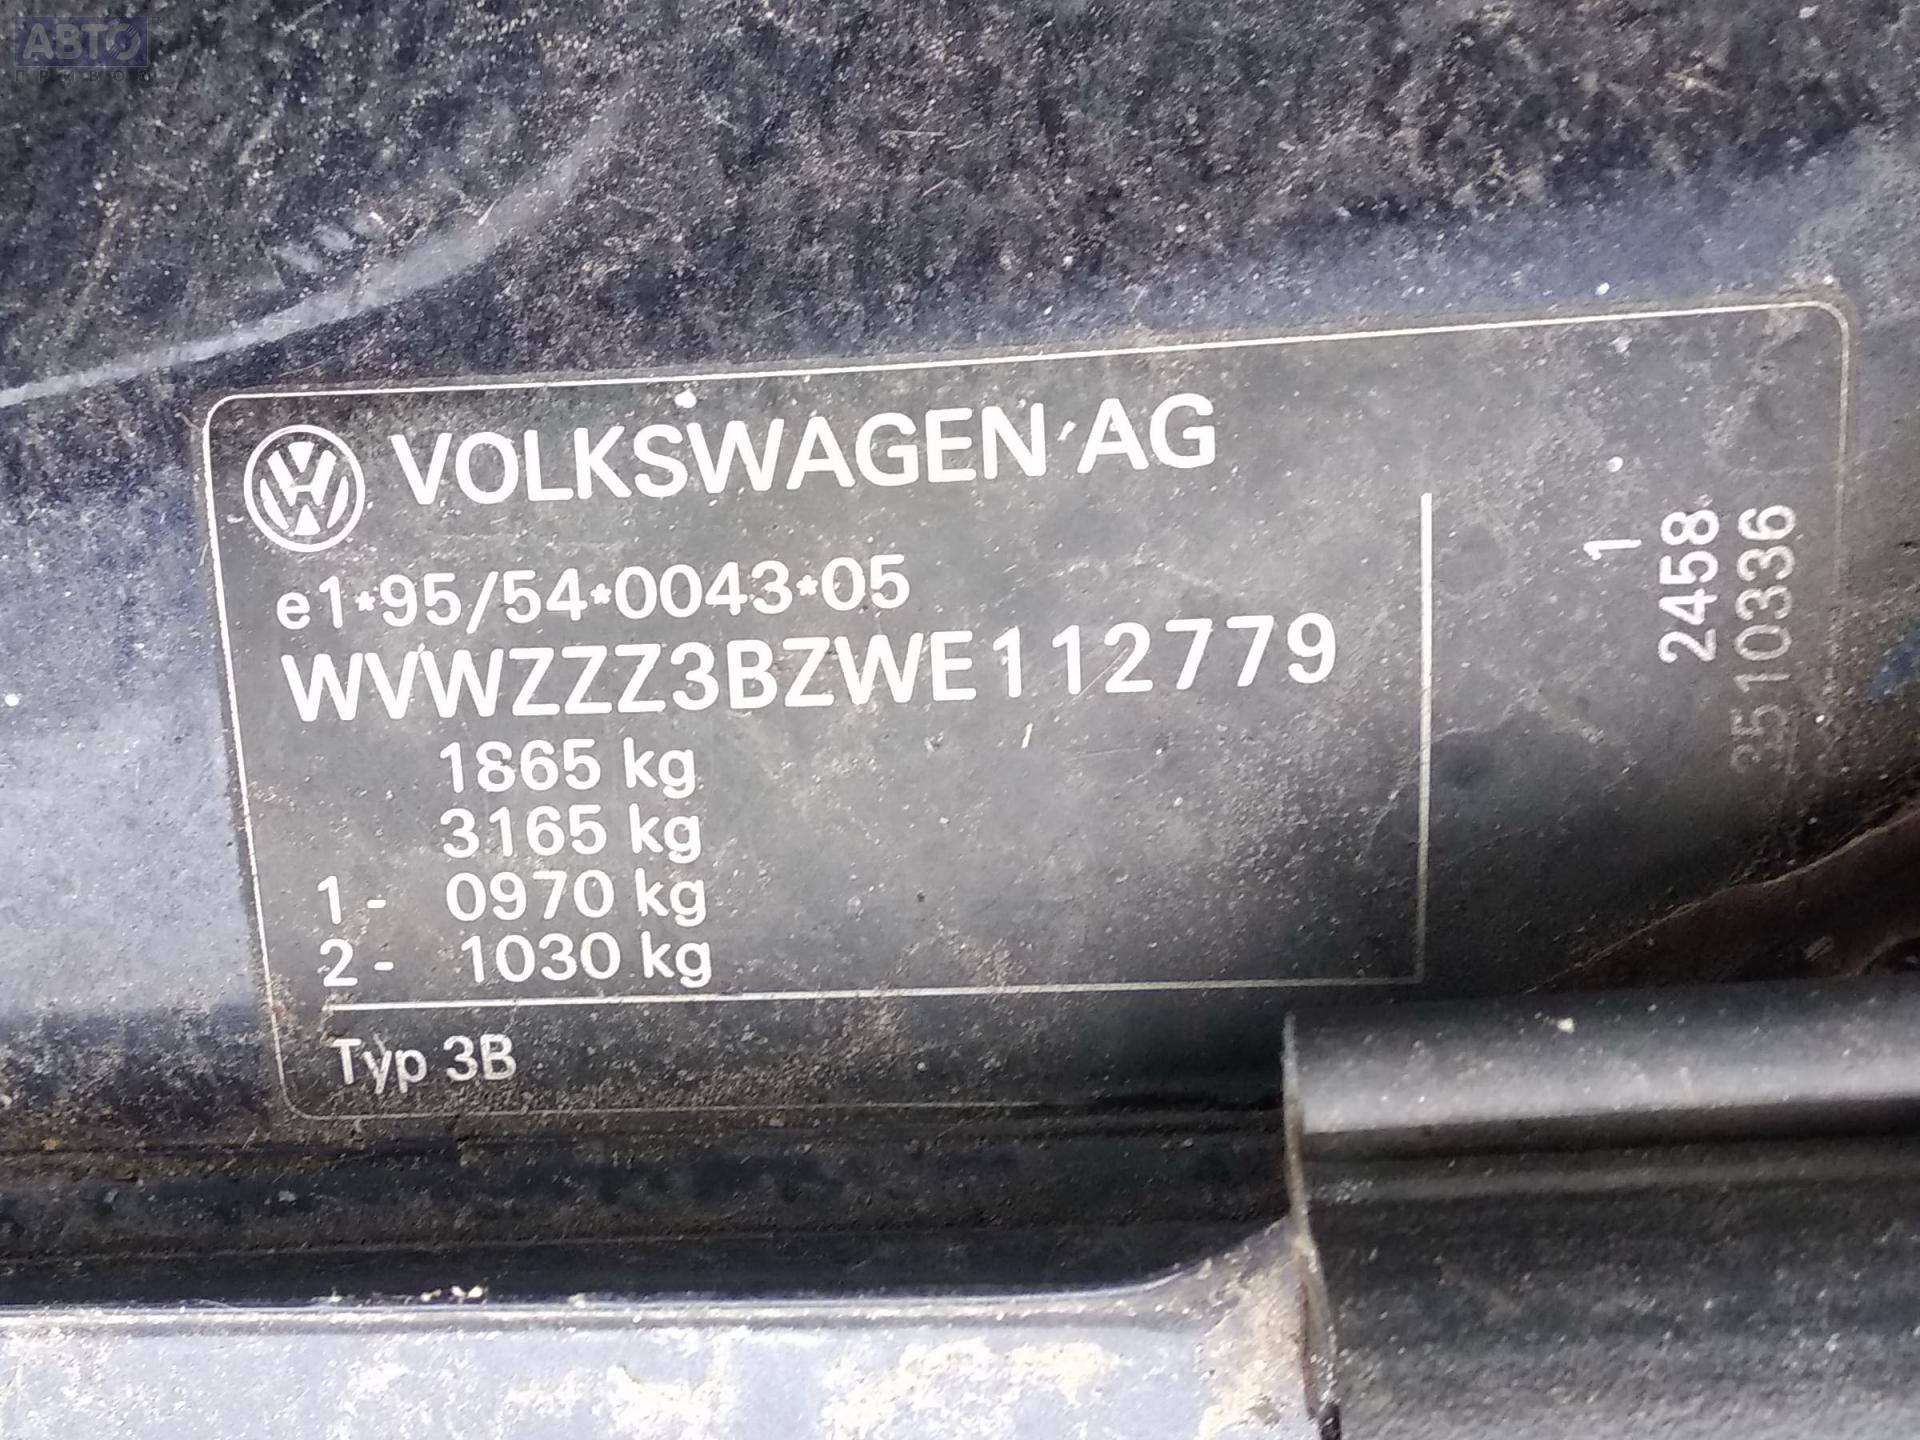 АВТО
ПРИВОЗ
VOLKSWAGEN AG
e1*95/54*0043*05
WVWZZZ3BZWE112779
1865 kg
3165 kg
1- 0970 kg
2- 1030 kg
Typ 3B
1
2458
3510336